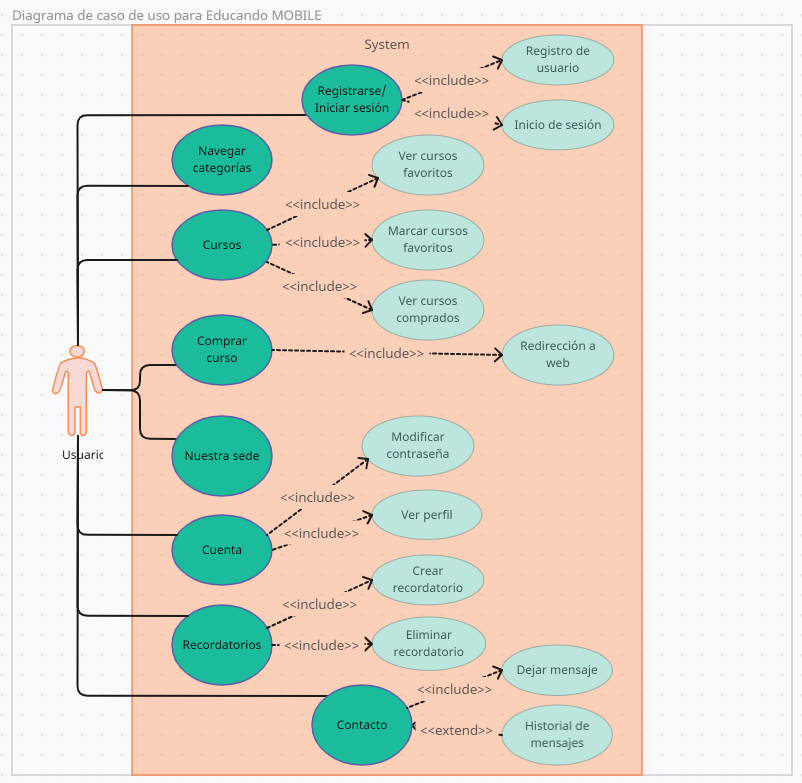 Diagrama de caso de uso para Educando MOBILE
System
Registro de
usuario
<<include>>
Registrarse/
Iniciar sesión
<<include>>
Inicio de sesión
Navegar
categorías
Ver cursos
favoritos
<<include>>
Cursos
<<include>>
Marcar cursos
favoritos
<<include>>
Ver cursos
comprados
Comprar
curso
<<include>>
Redirección a
web
Modificar
contraseña
Nuestra sede
Usuaric
<<include>>
Ver perfil
<<include>>
Cuenta
Crear
recordatorio
<<include>>
Recordatorios
<<include>>
Eliminar
recordatorio
Dejar mensaje
<<include>>
Contacto
<<extend>>
Historial de
mensajes